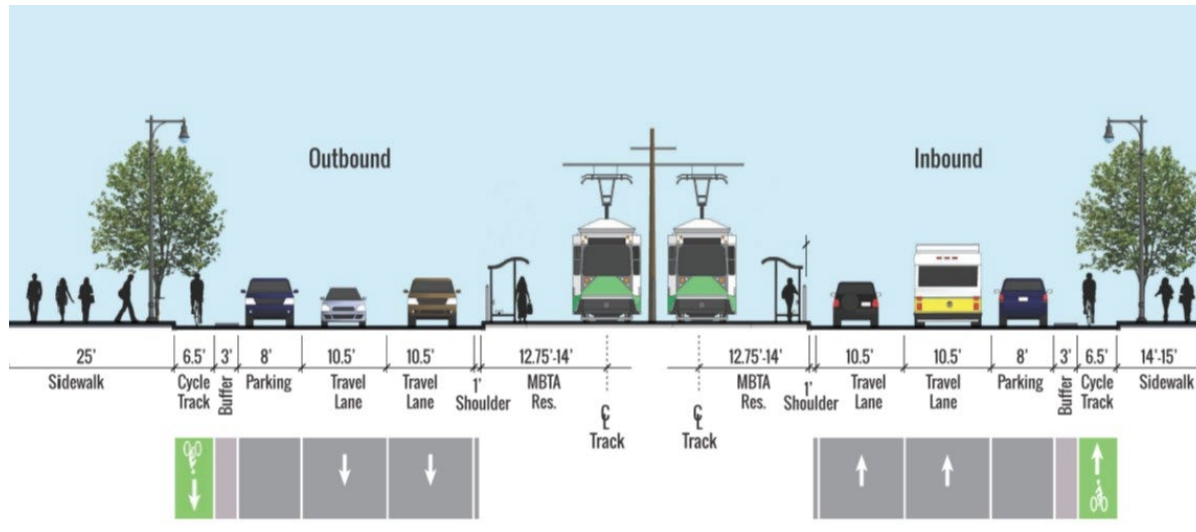 Outbound
Inbound
25'
6.5'
3'
8'
10.5'
10.5'
12.75'-14'
12.75'-14'
10.5'
10.5'
8'
3'
6.5'
14'-15'
Sidewalk
Cycle
Track
Buffer
Parking
Travel
Lane
Travel
Lane
1'
Shoulder
MBTA
Res.
℄
Track
℄
Track
MBTA
Res.
1'
Shoulder
Travel
Lane
Travel
Lane
Parking
Buffer
Cycle
Track
Sidewalk